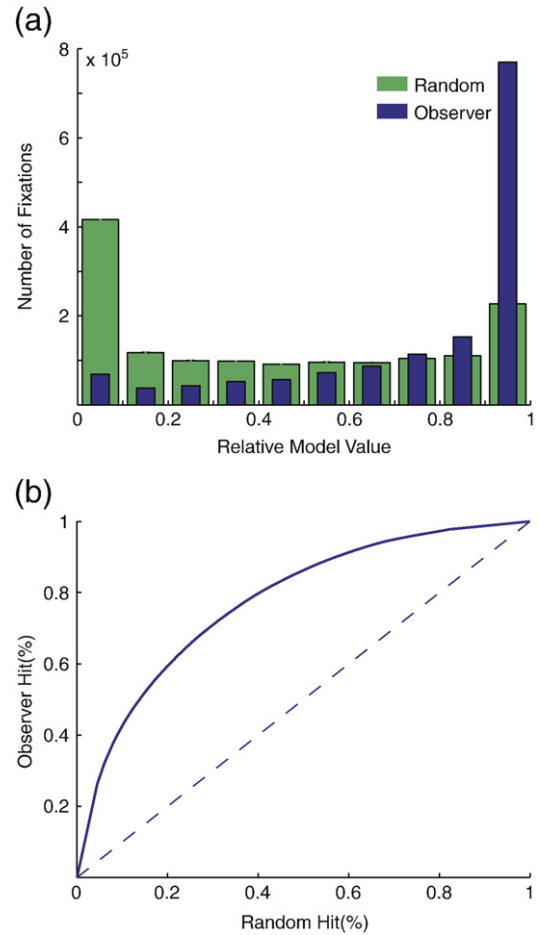 (a)
x 10⁵
8
6
4
2
0
0.2
0.4
0.6
0.8
1
Random
Observer
Number of Fixations
Relative Model Value
(b)
1
0.8
0.6
0.4
0.2
0
0.2
0.4
0.6
0.8
1
Observer Hit(%)
Random Hit(%)